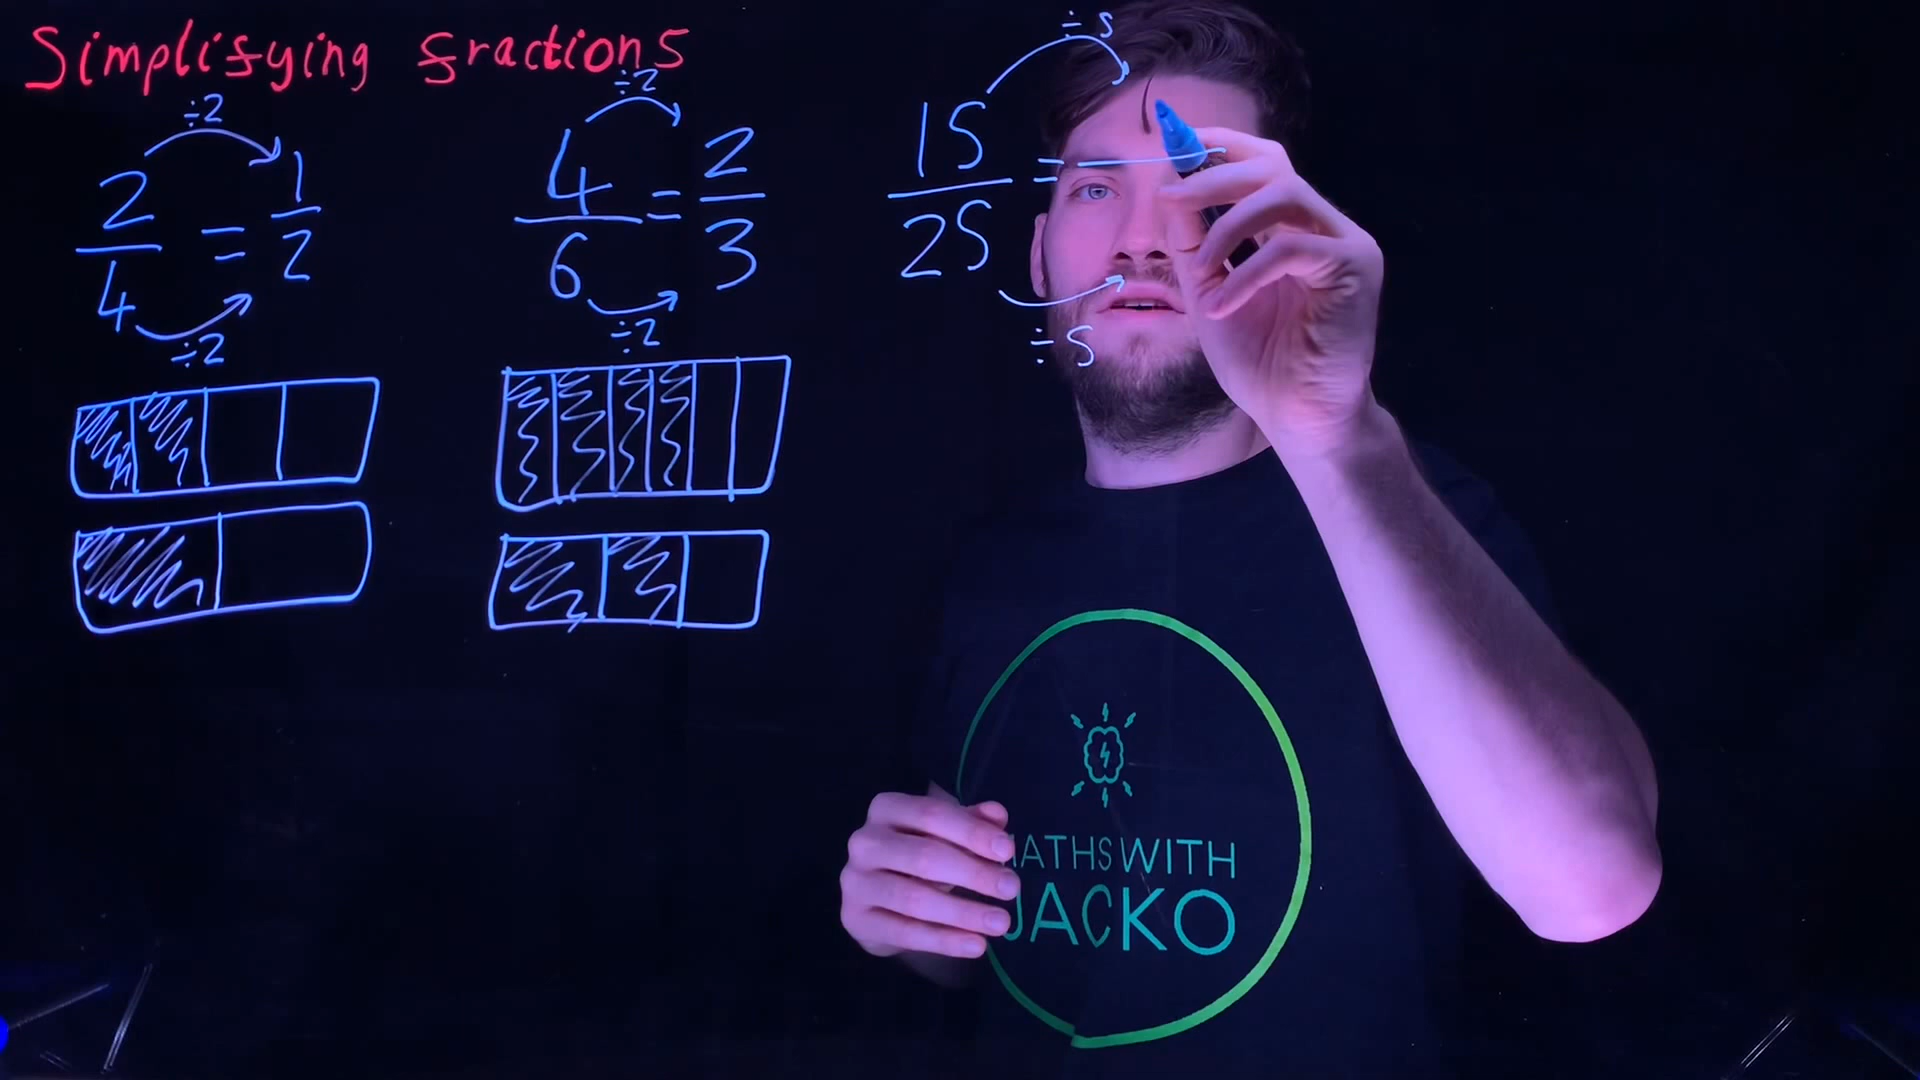 Simplifying fractions
÷2
2/4 = 1/2
÷2
÷2
4/6 = 2/3
÷2
÷5
15/25 =
÷5
MATHS WITH
JACKO